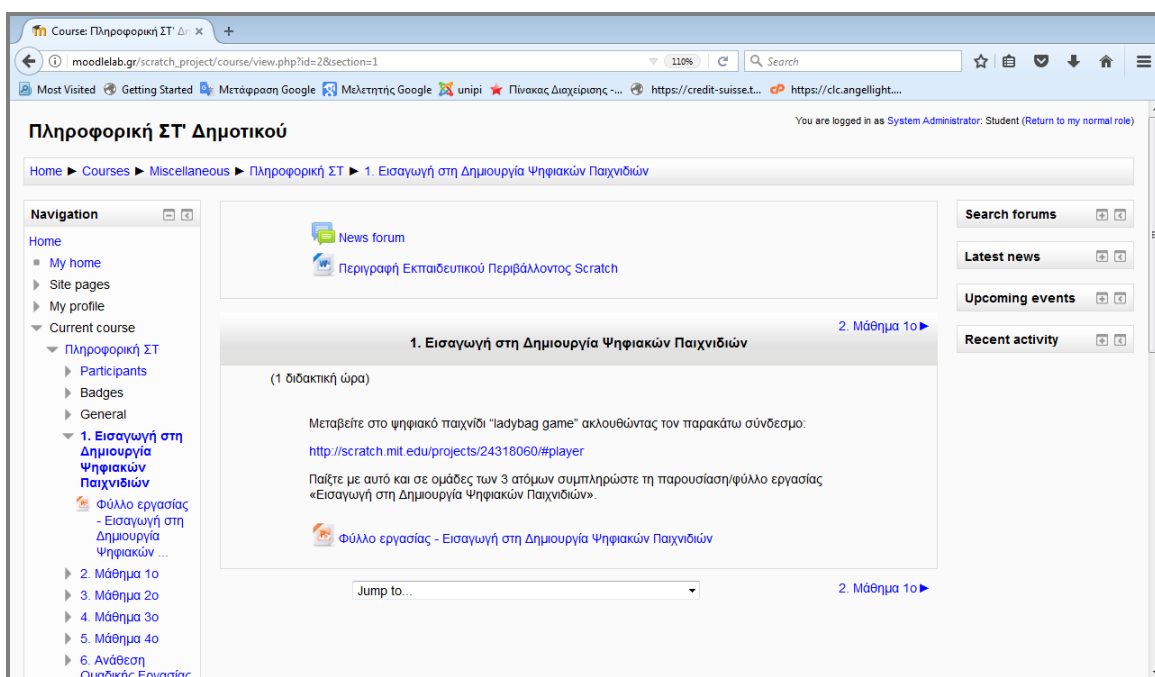 Course: Πληροφορική ΣΤ' Δη
moodlelab.gr/scratch_project/course/view.php?id=2&section=1
110%
Search
Most Visited Getting Started Μετάφραση Google Μελετητής Google unipi Πίνακας Διαχείρισης -... https://credit-suisse.t... https://clc.angellight....
Πληροφορική ΣΤ' Δημοτικού
You are logged in as System Administrator: Student (Return to my normal role)
Home ► Courses ► Miscellaneous ► Πληροφορική ΣΤ ► 1. Εισαγωγή στη Δημιουργία Ψηφιακών Παιχνιδιών
Navigation
Home
My home
Site pages
My profile
Current course
Πληροφορική ΣΤ
Participants
Badges
General
1. Εισαγωγή στη
Δημιουργία
Ψηφιακών
Παιχνιδιών
Φύλλο εργασίας
- Εισαγωγή στη
Δημιουργία
Ψηφιακών ...
2. Μάθημα 1ο
3. Μάθημα 2ο
4. Μάθημα 3ο
5. Μάθημα 4ο
6. Ανάθεση
Ομαδικής Εργασίας
News forum
Περιγραφή Εκπαιδευτικού Περιβάλλοντος Scratch
2. Μάθημα 1ο►
1. Εισαγωγή στη Δημιουργία Ψηφιακών Παιχνιδιών
(1 διδακτική ώρα)
Μεταβείτε στο ψηφιακό παιχνίδι “ladybag game” ακλουθώντας τον παρακάτω σύνδεσμο:
http://scratch.mit.edu/projects/24318060/#player
Παίξτε με αυτό και σε ομάδες των 3 ατόμων συμπληρώστε τη παρουσίαση/φύλλο εργασίας
«Εισαγωγή στη Δημιουργία Ψηφιακών Παιχνιδιών».
Φύλλο εργασίας - Εισαγωγή στη Δημιουργία Ψηφιακών Παιχνιδιών
Jump to...
2. Μάθημα 1ο►
Search forums
Latest news
Upcoming events
Recent activity